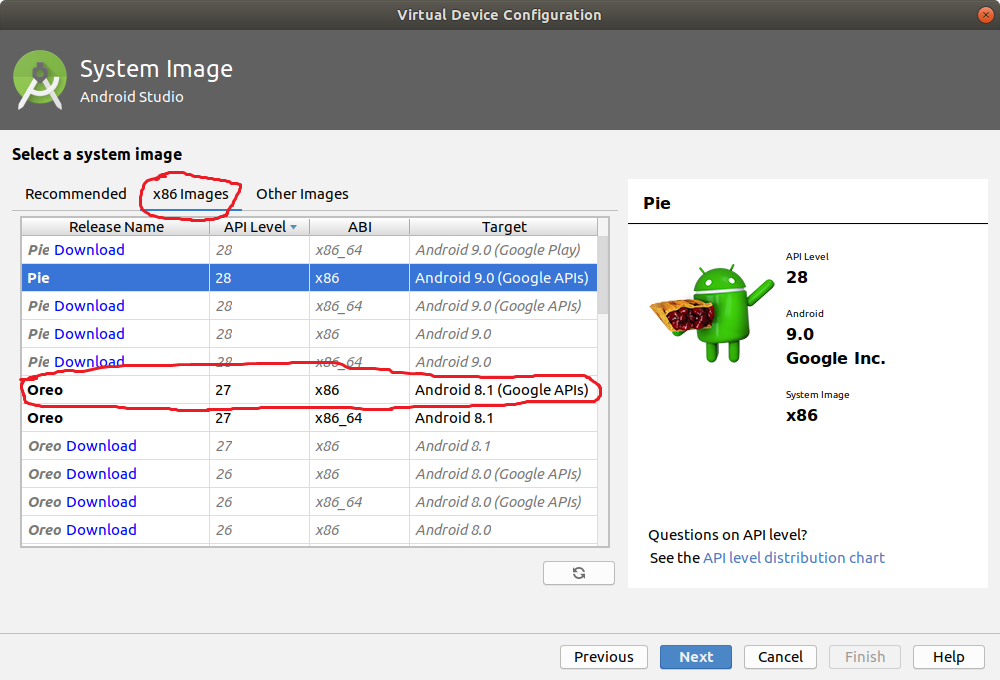 Virtual Device Configuration
System Image
Android Studio
Select a system image
Recommended x86 Images Other Images
Release Name API Level ABI Target
Pie Download 28 x86_64 Android 9.0 (Google Play)
Pie 28 x86 Android 9.0 (Google APIs)
Pie Download 28 x86_64 Android 9.0 (Google APIs)
Pie Download 28 x86 Android 9.0
Pie Download 28 x86_64 Android 9.0
Oreo 27 x86 Android 8.1 (Google APIs)
Oreo 27 x86_64 Android 8.1
Oreo Download 27 x86 Android 8.1
Oreo Download 26 x86 Android 8.0 (Google APIs)
Oreo Download 26 x86_64 Android 8.0 (Google APIs)
Oreo Download 26 x86 Android 8.0
Pie
API Level
28
Android
9.0
Google Inc.
System Image
x86
Questions on API level?
See the API level distribution chart
Previous Next Cancel Finish Help